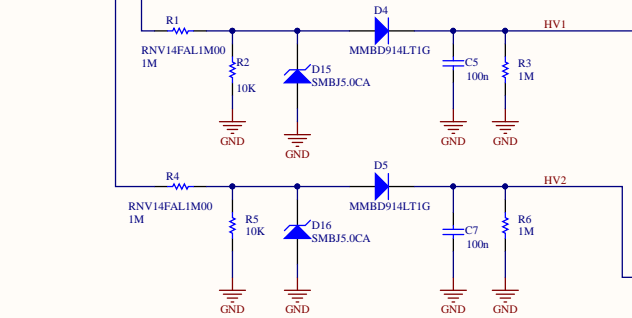 R1
RNV14FAL1M00
1M
R2
10K
D15
SMBJ5.0CA
D4
MMBD914LT1G
C5
100n
R3
1M
HV1
GND
GND
GND
GND
R4
RNV14FAL1M00
1M
R5
10K
D16
SMBJ5.0CA
D5
MMBD914LT1G
C7
100n
R6
1M
HV2
GND
GND
GND
GND